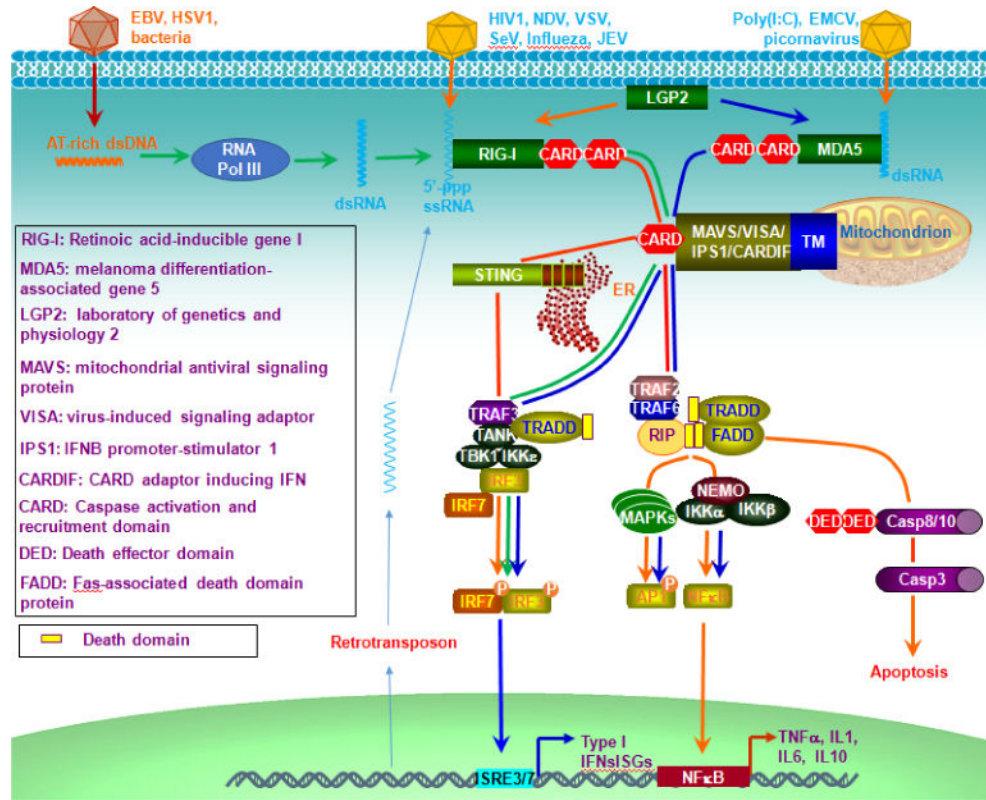 EBV, HSV1,
bacteria
HIV1, NDV, VSV,
SeV, Influeza, JEV
Poly(I:C), EMCV,
picornavirus
LGP2
AT-rich dsDNA
RNA
Pol III
dsRNA
5'-ppp
ssRNA
RIG-I
CARD
CARD
CARD
CARD
MDA5
dsRNA
CARD
MAVS/VISA/
IPS1/CARDIF
TM
Mitochondrion
STING
ER
RIG-I: Retinoic acid-inducible gene I
MDA5: melanoma differentiation-
associated gene 5
LGP2: laboratory of genetics and
physiology 2
MAVS: mitochondrial antiviral signaling
protein
VISA: virus-induced signaling adaptor
IPS1: IFNB promoter-stimulator 1
CARDIF: CARD adaptor inducing IFN
CARD: Caspase activation and
recruitment domain
DED: Death effector domain
FADD: Fas-associated death domain
protein
Death domain
TRAF3
TANK
TRADD
TBK1
IKKε
IRF3
IRF7
TRAF2
TRAF6
TRADD
RIP
FADD
NEMO
MAPKs
IKKα
IKKβ
DED
DED
Casp8/10
Casp3
Apoptosis
P
P
IRF7
IRF3
P
AP1
NFκB
Retrotransposon
Type I
IFNsISGs
TNFα, IL1,
IL6, IL10
ISRE3/7
NFκB